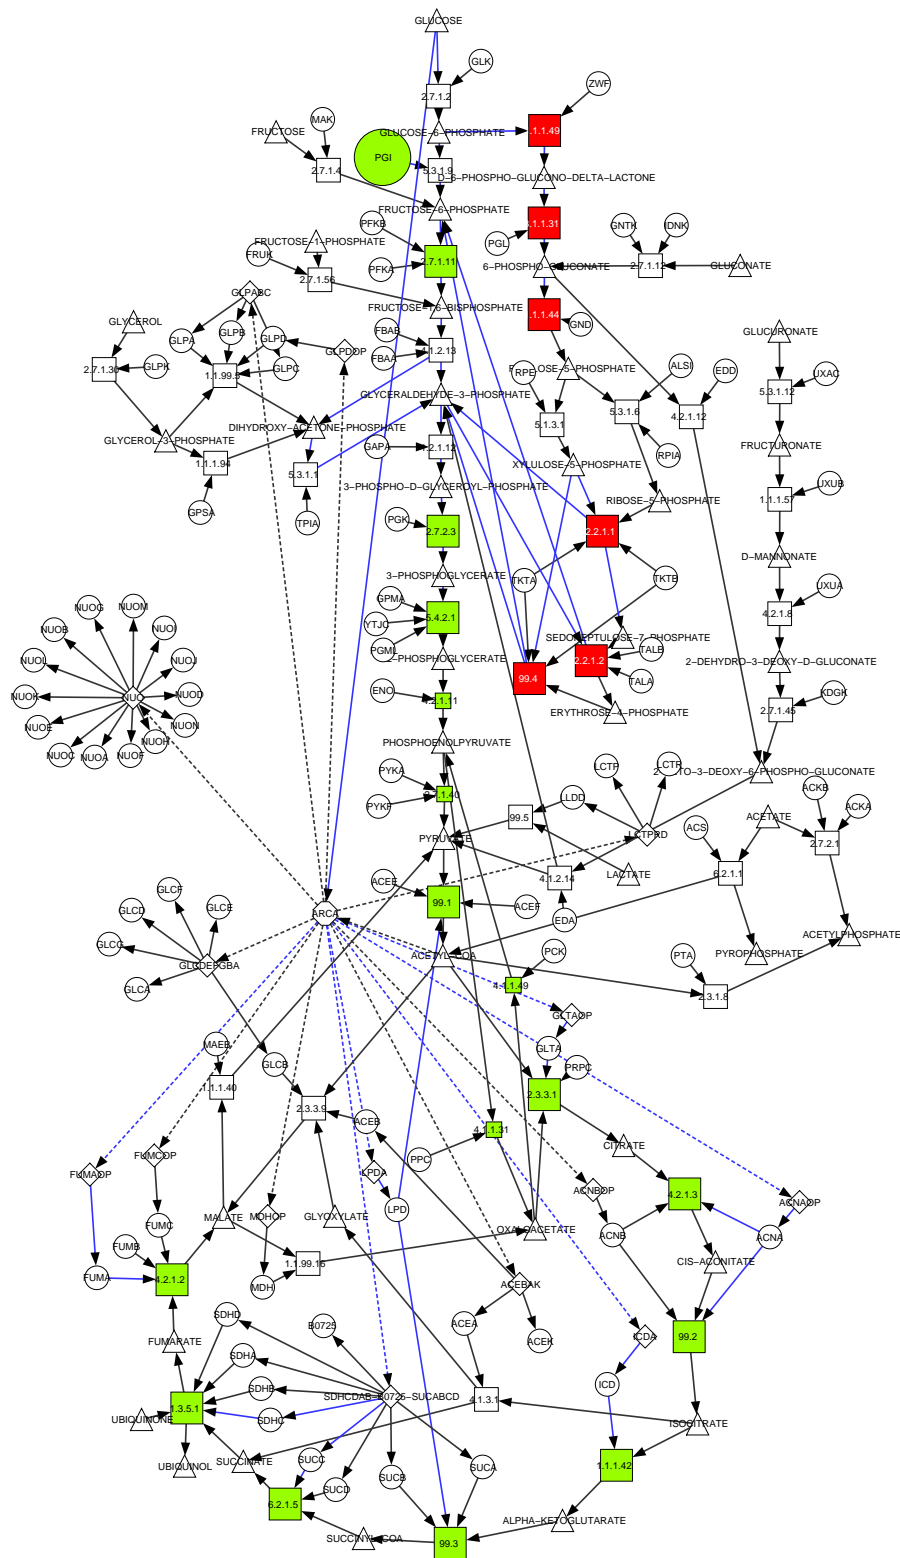 GLUCOSE
GLK
ZWF
2.7.1.2
MAK
FRUCTOSE
GLUCOSE-6-PHOSPHATE
.1.1.49
PGI
2.7.1.4
5.3.1.9
D-6-PHOSPHO-GLUCONO-DELTA-LACTONE
FRUCTOSE-6-PHOSPHATE
PFKB
.1.1.31
GNTK
IDNK
FRUCTOSE-1-PHOSPHATE
FRUK
PGL
2.7.1.11
PFKA
6-PHOSPHO-GLUCONATE
2.7.1.12
GLUCONATE
2.7.1.56
GLPABC
FRUCTOSE-1,6-BISPHOSPHATE
.1.1.44
GND
GLYCEROL
GLPB
GLPA
GLPD
FBAB
GLPDOP
4.1.2.13
FBAA
GLUCURONATE
2.7.1.30
GLPK
1.1.99.5
GLPC
RPE
ALSI
EDD
5.3.1.12
UXAC
GLYCERALDEHYDE-3-PHOSPHATE
5.3.1.6
4.2.1.12
DIHYDROXY-ACETONE-PHOSPHATE
5.1.3.1
GLYCEROL-3-PHOSPHATE
GAPA
.2.1.12
RPIA
FRUCTURONATE
1.1.1.94
5.3.1.1
XYLULOSE-5-PHOSPHATE
3-PHOSPHO-D-GLYCEROYL-PHOSPHATE
1.1.1.57
UXUB
RIBOSE-5-PHOSPHATE
GPSA
TPIA
PGK
2.7.2.3
2.2.1.1
D-MANNONATE
3-PHOSPHOGLYCERATE
TKTA
TKTB
UXUA
GPMA
4.2.1.8
YTJC
5.4.2.1
NUOM
NUOG
NUOB
NUOI
PGML
SEDOHEPTULOSE-7-PHOSPHATE
TALB
2-PHOSPHOGLYCERATE
2.2.1.2
2-DEHYDRO-3-DEOXY-D-GLUCONATE
NUOL
NUOJ
99.4
TALA
NUOK
NUO
NUOD
ENO
4.2.1.11
ERYTHROSE-4-PHOSPHATE
2.7.1.45
KDGK
NUOE
NUON
NUOC
NUOA
NUOF
NUOH
PHOSPHOENOLPYRUVATE
LCTF
LCTR
PYKA
PYKF
2.7.1.40
LLDD
ACKB
ACKA
99.5
ACS
ACETATE
PYRUVATE
LCTPRD
2.7.2.1
ACEE
4.1.2.14
LACTATE
6.2.1.1
GLCF
GLCE
GLCD
99.1
ACEF
EDA
ARCA
GLCG
ACETYLPHOSPHATE
GLCDEFGBA
ACETYL-COA
PCK
PTA
PYROPHOSPHATE
GLCA
4.1.1.49
2.3.1.8
GLTAOP
MAEB
GLTA
GLCB
PRPC
1.1.1.40
2.3.3.1
2.3.3.9
ACEB
4.1.1.31
CITRATE
FUMCOP
PPC
FUMAOP
LPDA
ACNBOP
4.2.1.3
ACNAOP
LPD
MDHOP
FUMC
MALATE
GLYOXYLATE
OXALOACETATE
ACNB
ACNA
FUMB
1.1.99.16
CIS-ACONITATE
FUMA
4.2.1.2
MDH
ACEBAK
SDHD
B0725
ACEA
ACEK
ICDA
99.2
FUMARATE
SDHA
SDHB
SDHCDAB-B0725-SUCABCD
ICD
UBIQUINONE
1.3.5.1
SDHC
4.1.3.1
ISOCITRATE
UBIQUINOL
SUCCINATE
SUCC
SUCB
SUCA
1.1.1.42
SUCD
6.2.1.5
ALPHA-KETOGLUTARATE
SUCCINYL-COA
99.3